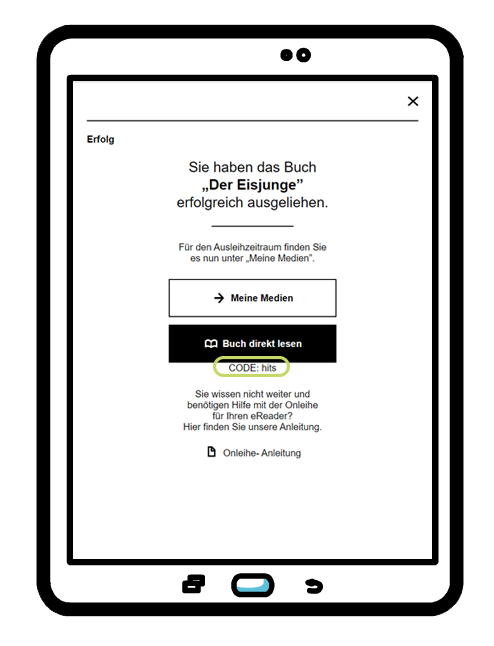 Erfolg
Sie haben das Buch
„Der Eisjunge”
erfolgreich ausgeliehen.
Für den Ausleihzeitraum finden Sie
es nun unter „Meine Medien”.
Meine Medien
Buch direkt lesen
CODE: hits
Sie wissen nicht weiter und
benötigen Hilfe mit der Onleihe
für Ihren eReader?
Hier finden Sie unsere Anleitung.
Onleihe- Anleitung